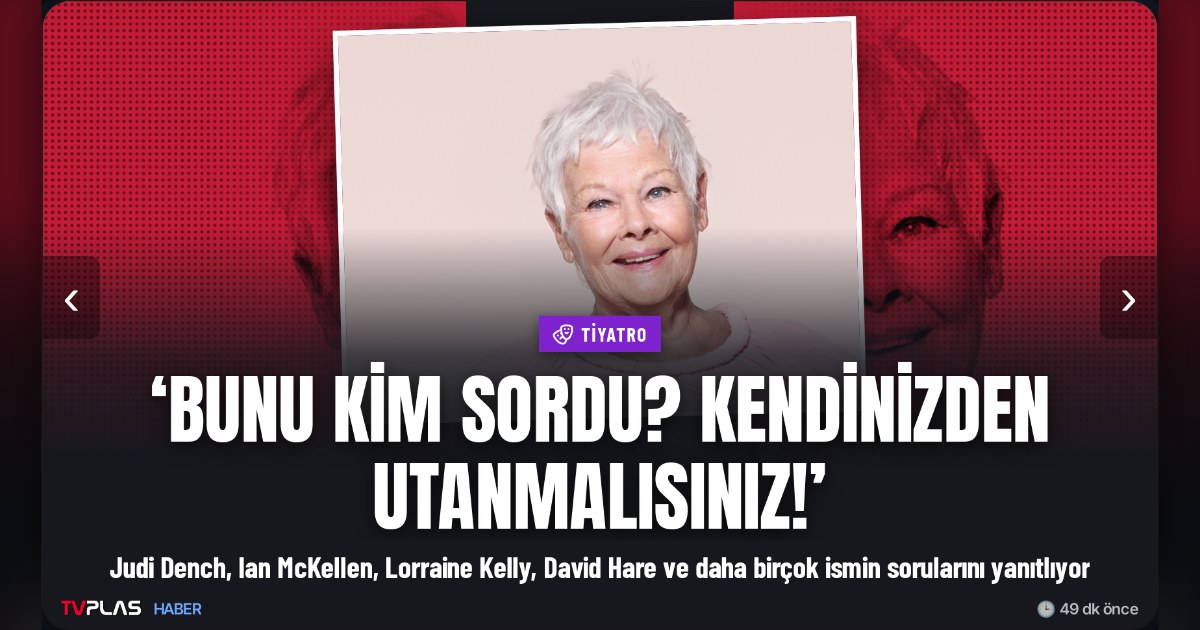 TİYATRO
‘BUNU KİM SORDU? KENDİNİZDEN
UTANMALISINIZ!’
Judi Dench, Ian McKellen, Lorraine Kelly, David Hare ve daha birçok ismin sorularını yanıtlıyor
TVPLAS HABER
49 dk önce